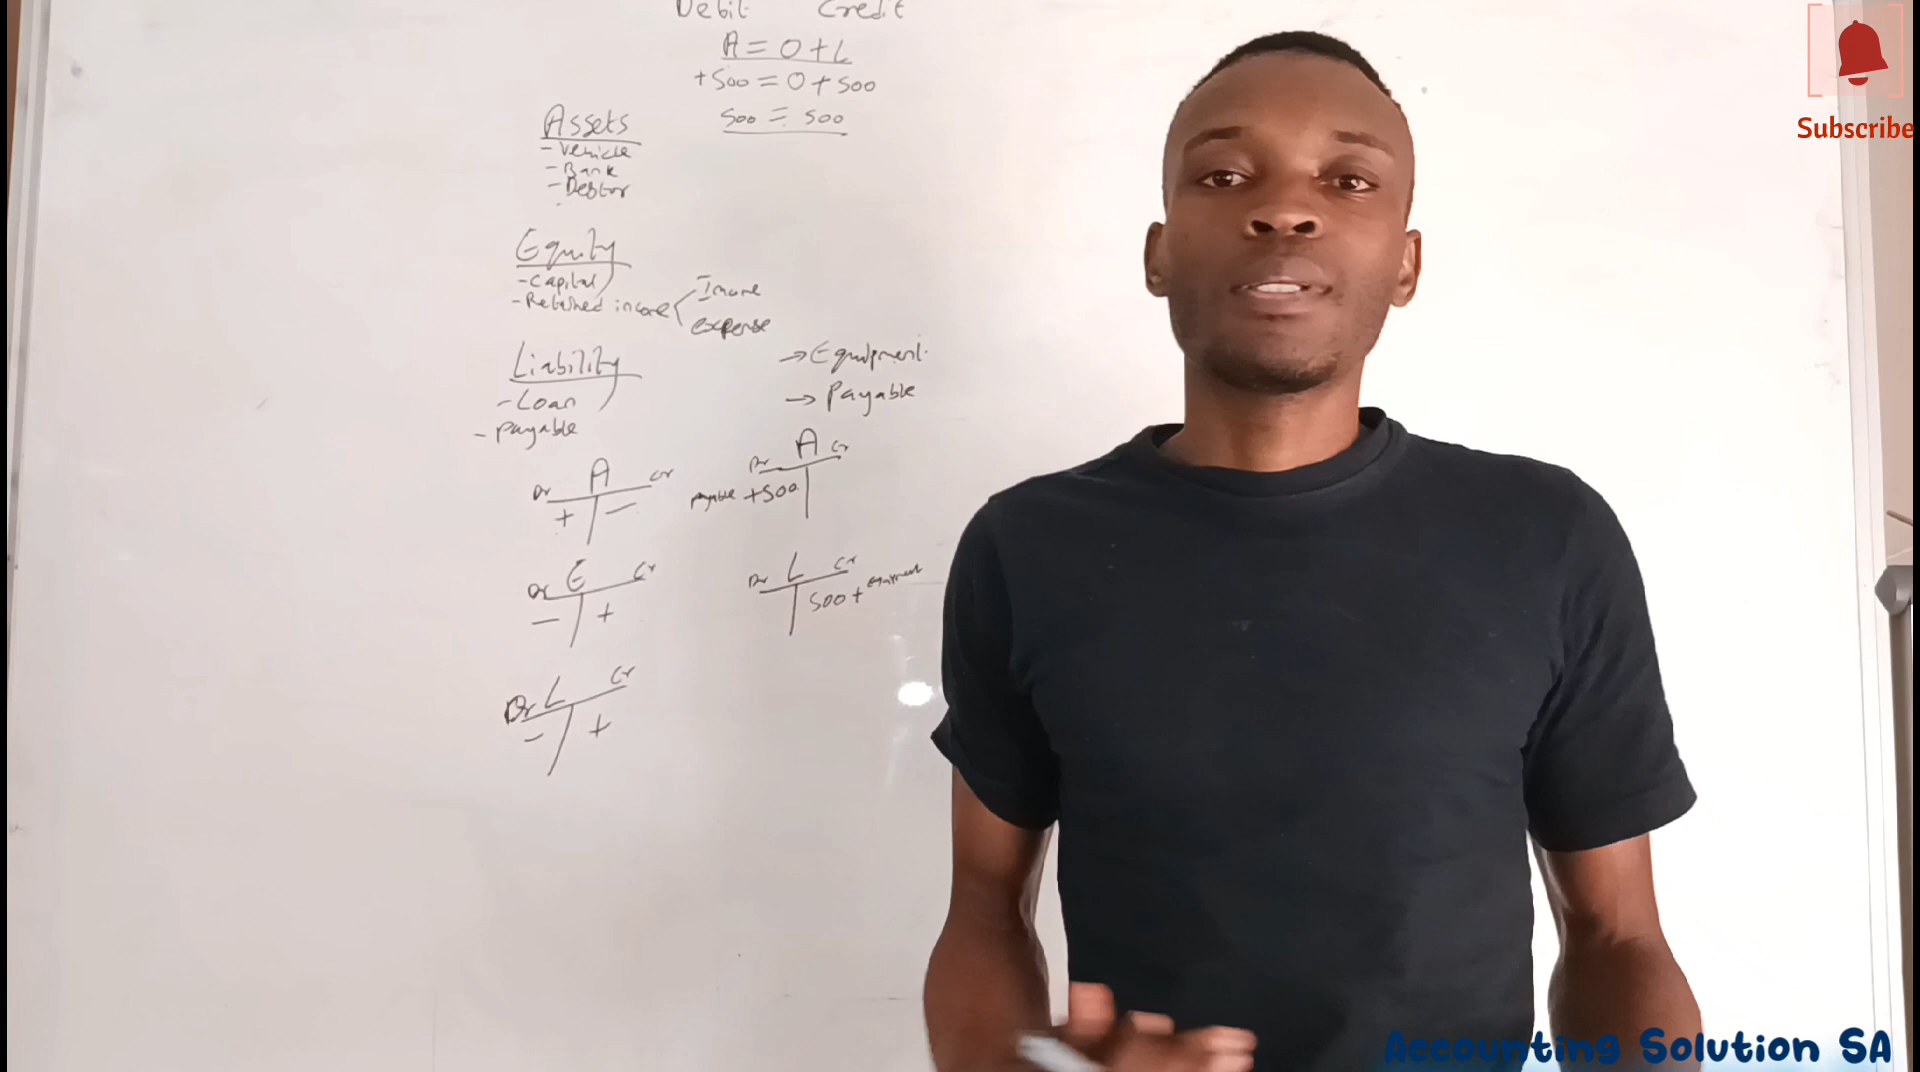 Debit Credit
A = O + L
+500 = 0 + 500
500 = 500
Assets
- Vehicle
- Bank
- Debtor
Equity
- Capital
- Retained income
Income
expense
Liability
- Loan
- Payable
→ Equipment
→ Payable
Dr A Cr
+ -
Dr A Cr
payable +500
Dr E Cr
- +
Dr L Cr
500 + Equipment
Dr L Cr
- +
Subscribe
Accounting Solution SA